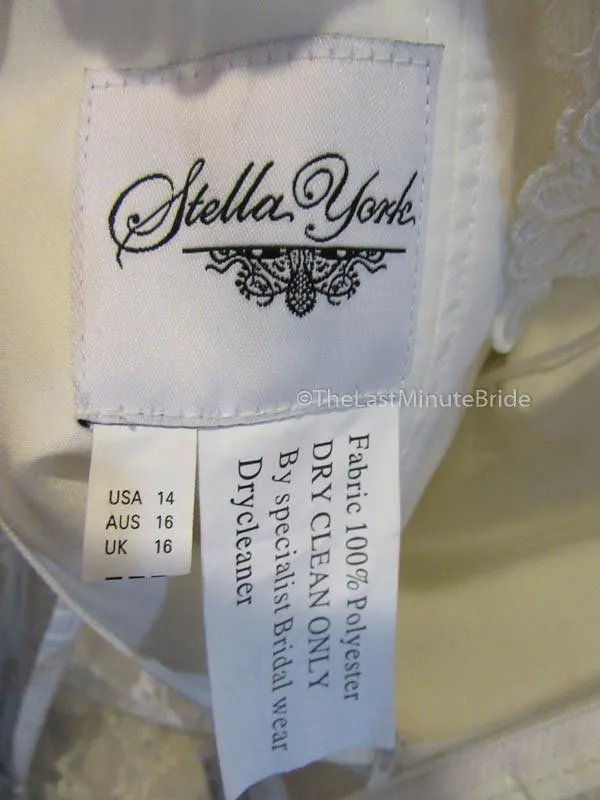 Stella York
©TheLastMinuteBride
USA 14
AUS 16
UK 16
Fabric 100% Polyester
DRY CLEAN ONLY
By specialist Bridal wear
Drycleaner